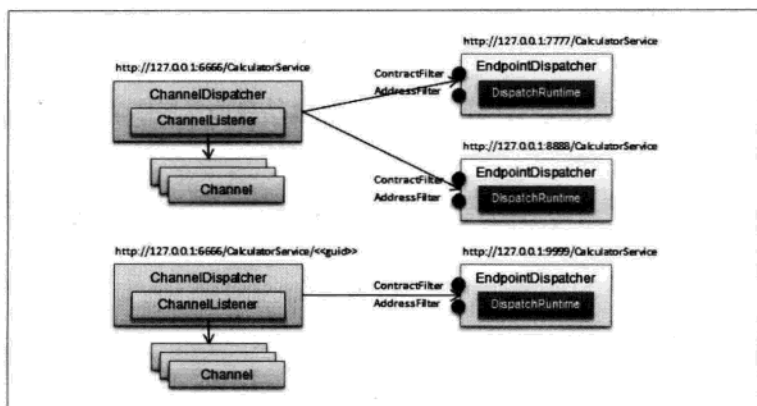 http://127.0.0.1:7777/CalculatorService
http://127.0.0.1:6666/CalculatorService
EndpointDispatcher
ContractFilter
ChannelDispatcher
AddressFilter
DispatchRuntime
ChannelListener
http://127.0.0.1:8888/CalculatorService
EndpointDispatcher
ContractFilter
Channel
AddressFilter
DispatchRuntime
http://127.0.0.1:6666/CalculatorService/<<guid>>
http://127.0.0.1:9999/CalculatorService
ChannelDispatcher
EndpointDispatcher
ContractFilter
ChannelListener
AddressFilter
DispatchRuntime
Channel